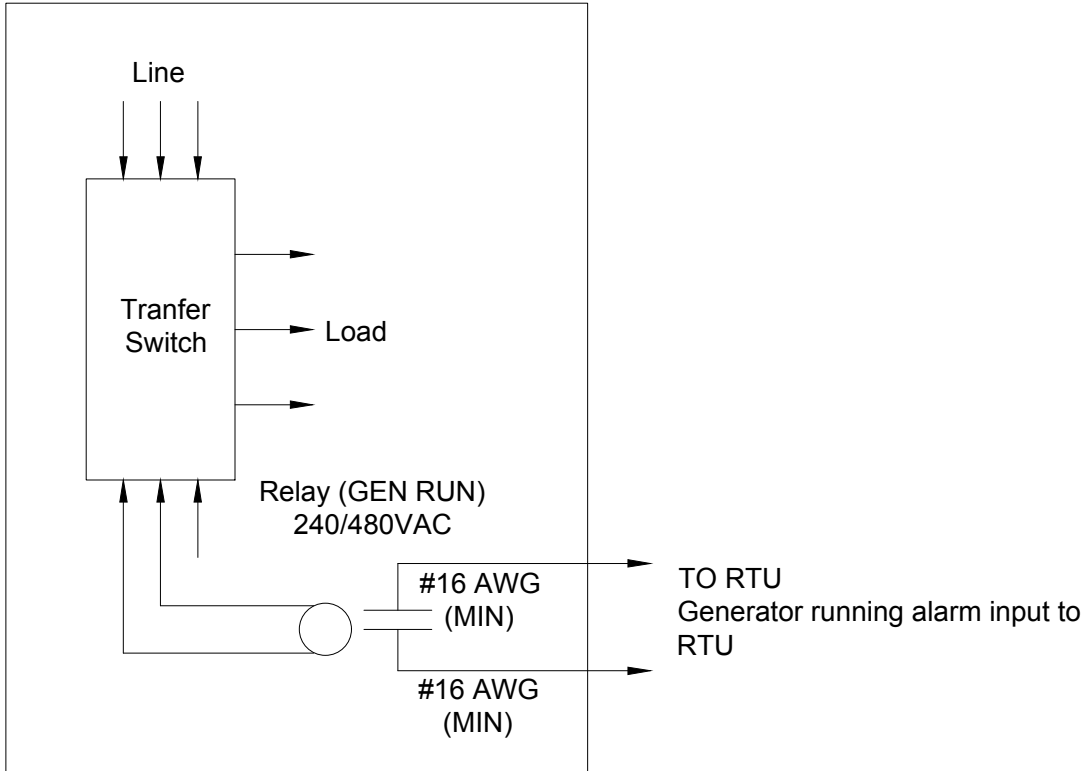 Line
Tranfer
Switch
Load
Relay (GEN RUN)
240/480VAC
#16 AWG
(MIN)
TO RTU
Generator running alarm input to
RTU
#16 AWG
(MIN)